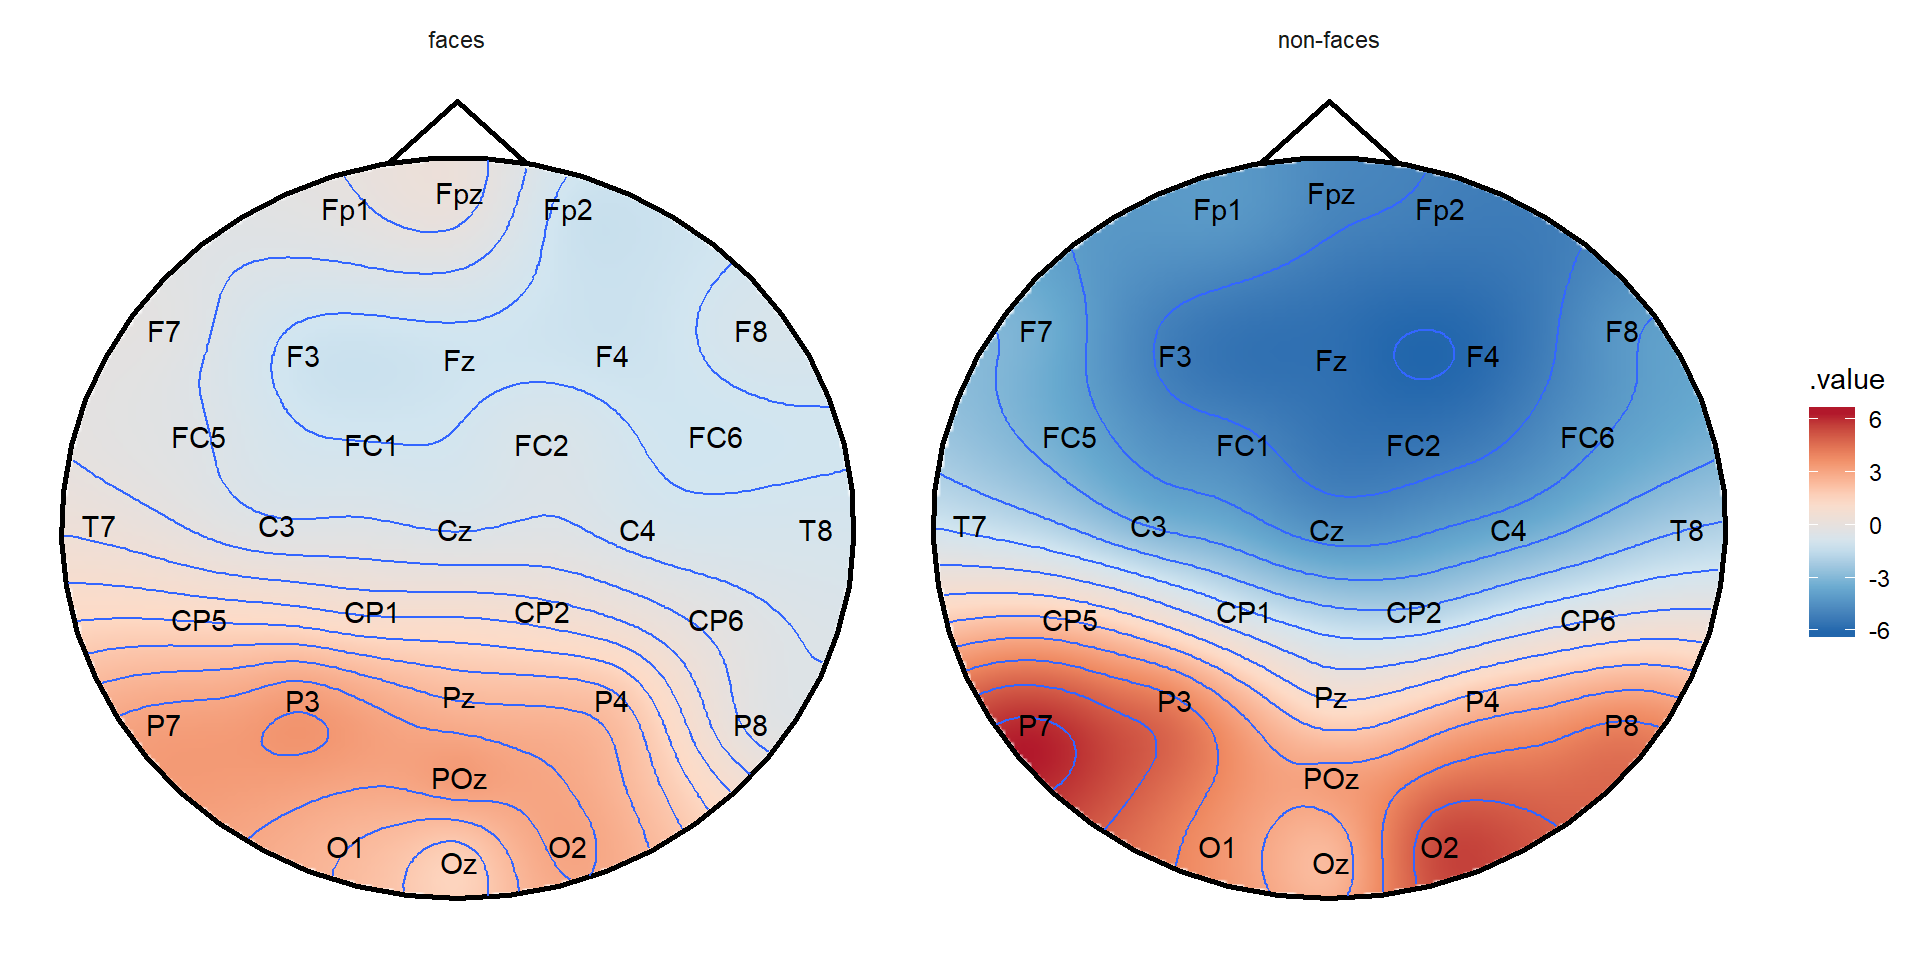 faces
Fpz
Fp1 Fp2
F7 F8
F3 Fz F4
FC5 FC6
FC1 FC2
T7 C3 Cz C4 T8
CP1 CP2
CP5 CP6
P3 Pz P4
P7 P8
POz
O1 O2
Oz
non-faces
Fpz
Fp1 Fp2
F7 F8
F3 Fz F4
FC5 FC6
FC1 FC2
T7 C3 Cz C4 T8
CP1 CP2
CP5 CP6
P3 Pz P4
P7 P8
POz
O1 O2
Oz
.value
6
3
0
-3
-6